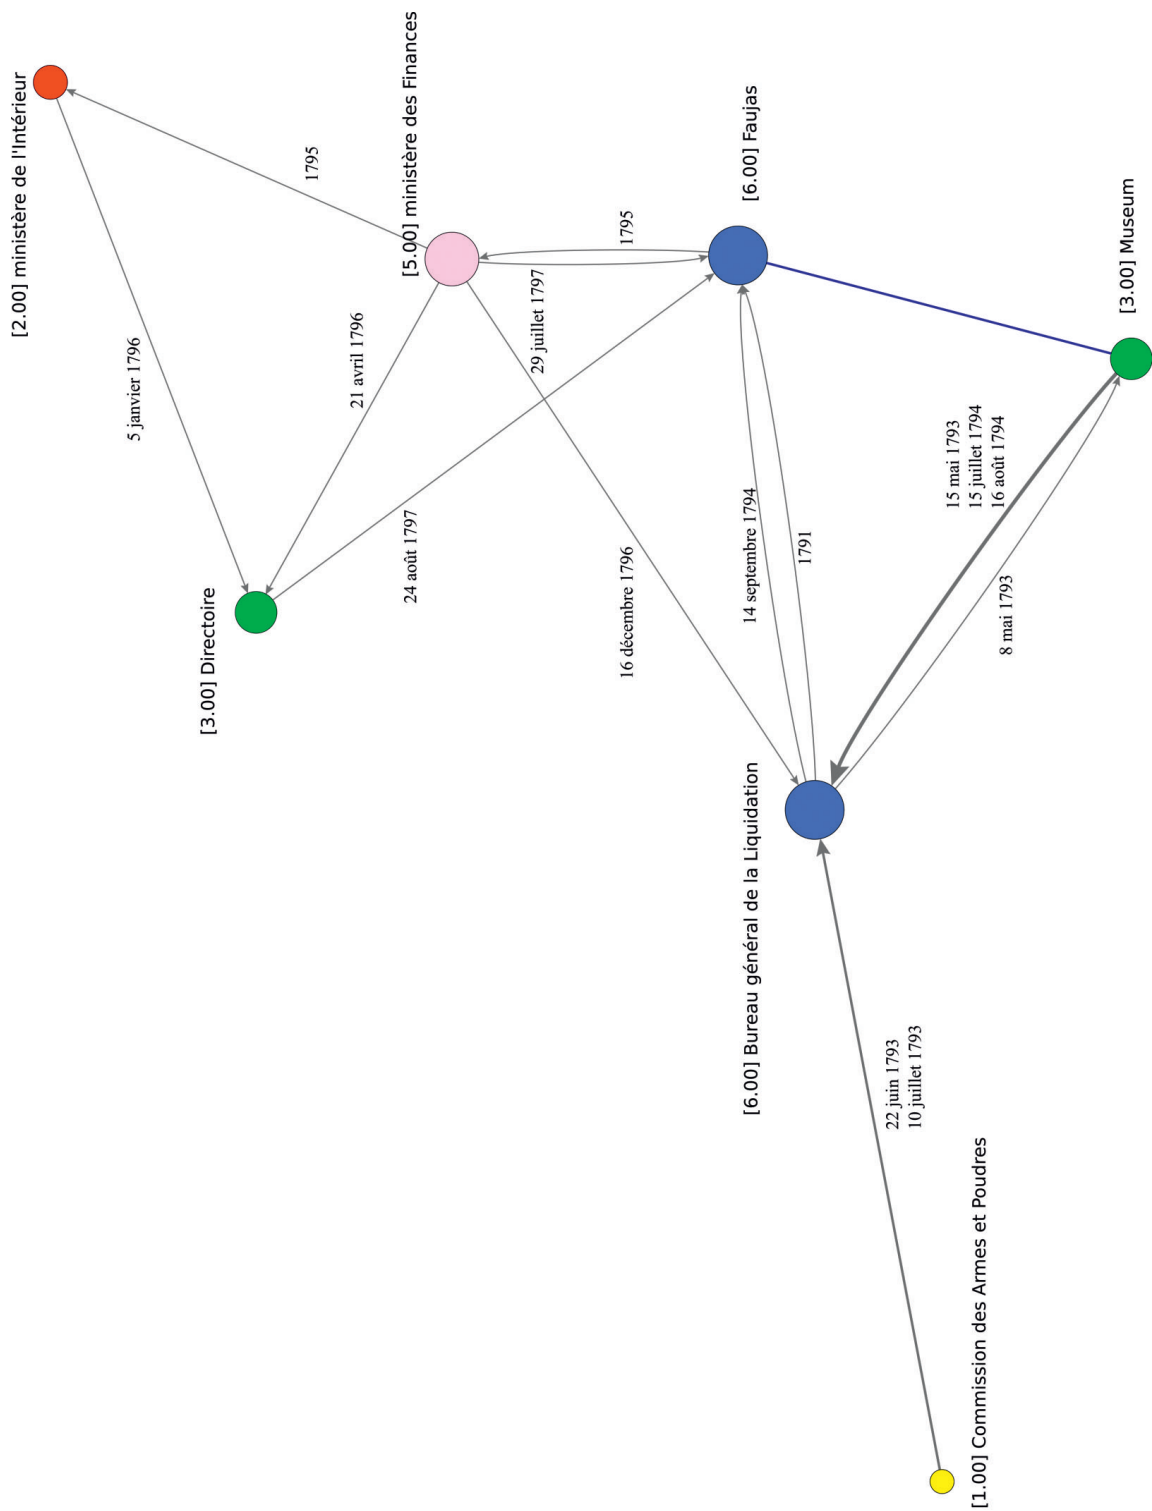 [2.00] ministère de l'Intérieur
[5.00] ministère des Finances
1795
5 janvier 1796
21 avril 1796
[6.00] Faujas
1795
29 juillet 1797
[3.00] Museum
24 août 1797
[3.00] Directoire
16 décembre 1796
14 septembre 1794
1791
15 mai 1793
15 juillet 1794
16 août 1794
8 mai 1793
[6.00] Bureau général de la Liquidation
22 juin 1793
10 juillet 1793
[1.00] Commission des Armes et Poudres